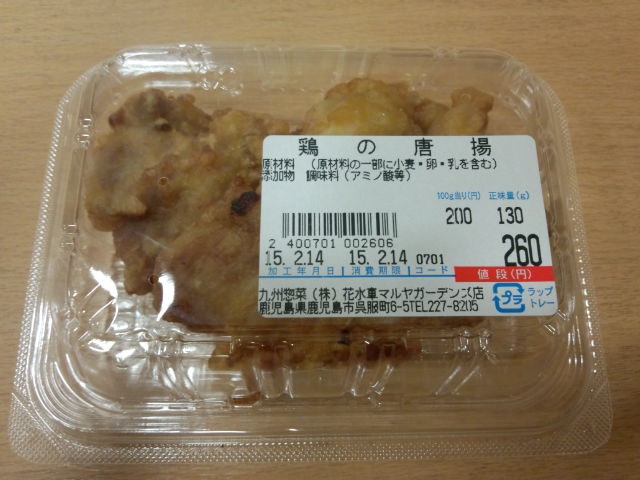 鶏の唐揚
原材料 (原材料の一部に小麦・卵・乳を含む)
添加物 調味料(アミノ酸等)
100g当り(円) 正味量(g)
200 130
2 400701 002606
15. 2.14 15. 2.14 0701
加工年月日 消費期限 コード
260
値段(円)
九州惣菜(株)花水車マルヤガーデンズ店
鹿児島県鹿児島市呉服町6-5TEL227-8205
プラ ラップ
トレー